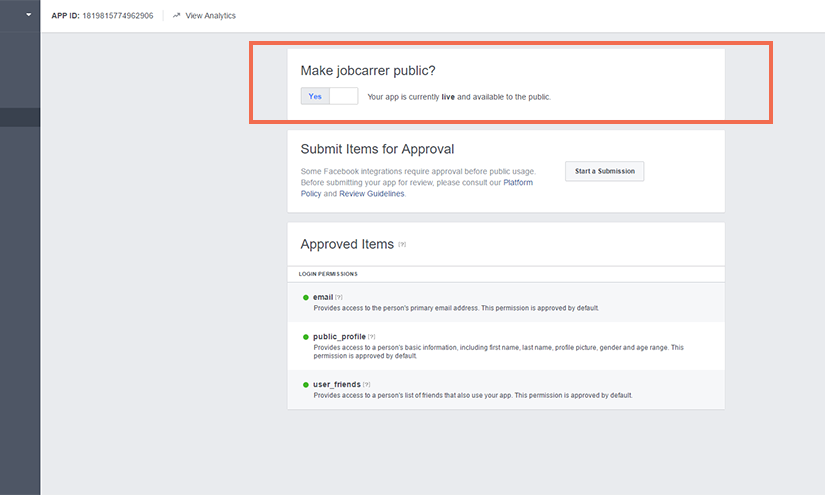 APP ID: 1819815774962906 View Analytics
Make jobcarrer public?
Yes Your app is currently live and available to the public.
Submit Items for Approval
Some Facebook integrations require approval before public usage.
Before submitting your app for review, please consult our Platform
Policy and Review Guidelines.
Start a Submission
Approved Items [?]
LOGIN PERMISSIONS
email [?]
Provides access to the person's primary email address. This permission is approved by default.
public_profile [?]
Provides access to a person's basic information, including first name, last name, profile picture, gender and age range. This
permission is approved by default.
user_friends [?]
Provides access to a person's list of friends that also use your app. This permission is approved by default.